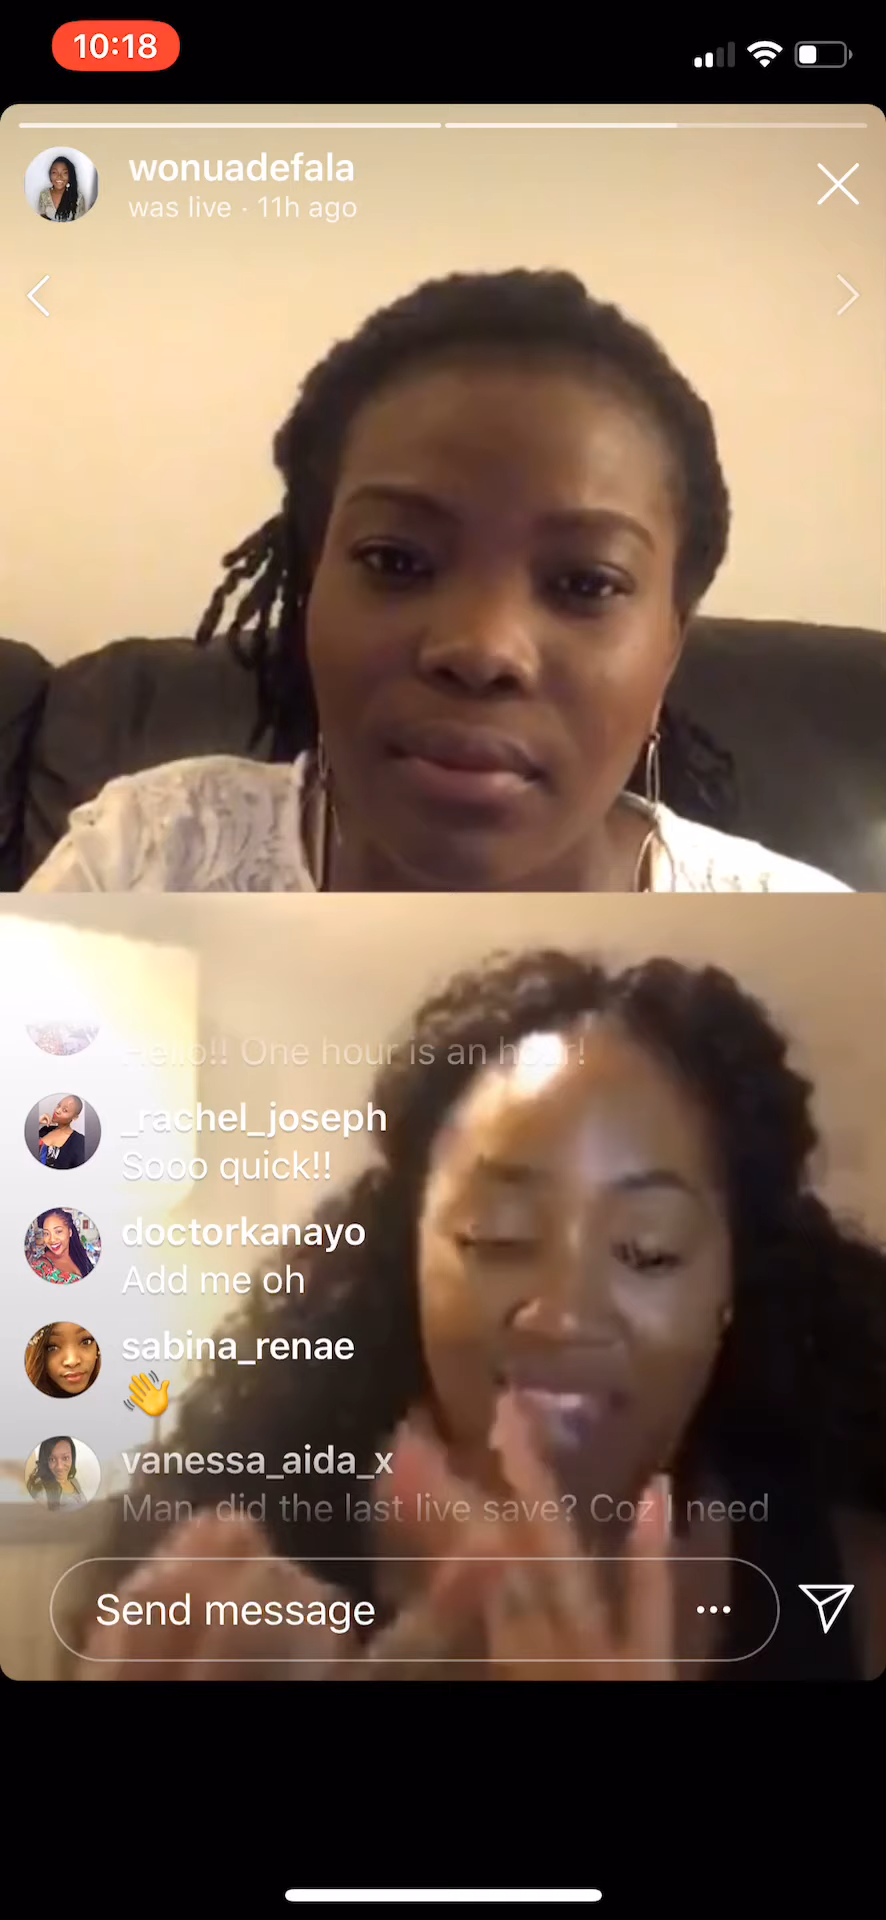 10:18
wonuadefala
was live · 11h ago
Hello!! One hour is an hour!
_rachel_joseph
Sooo quick!!
doctorkanayo
Add me oh
sabina_renae
👋
vanessa_aida_x
Man, did the last live save? Coz I need
Send message